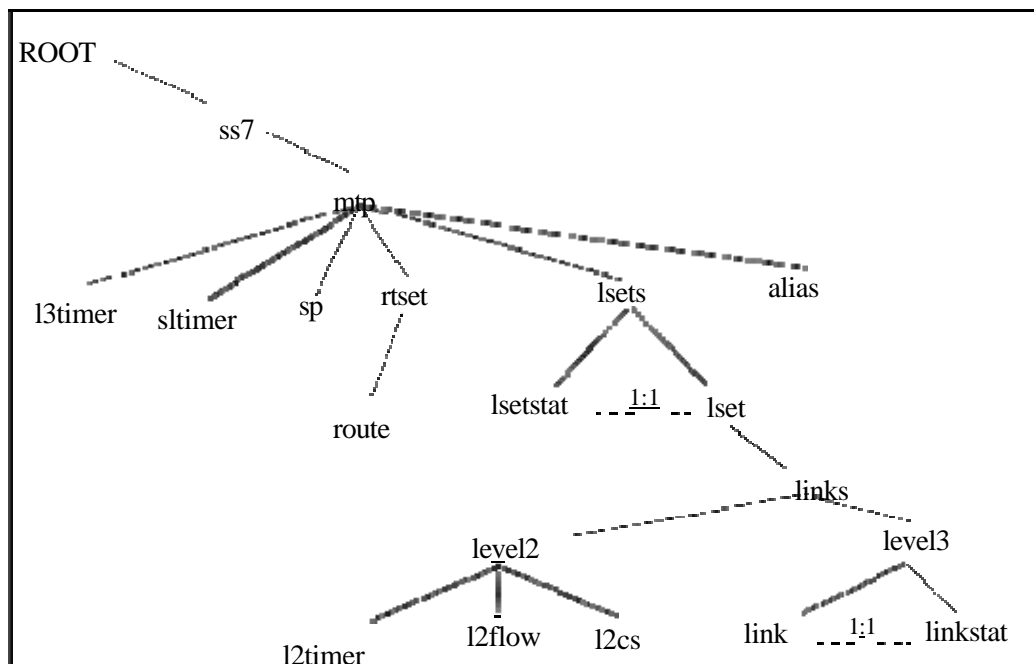 ROOT
ss7
mtp
l3timer
sltimer
sp
rtset
lsets
alias
route
lsetstat
1:1
lset
links
level2
level3
l2timer
l2flow
l2cs
link
1:1
linkstat